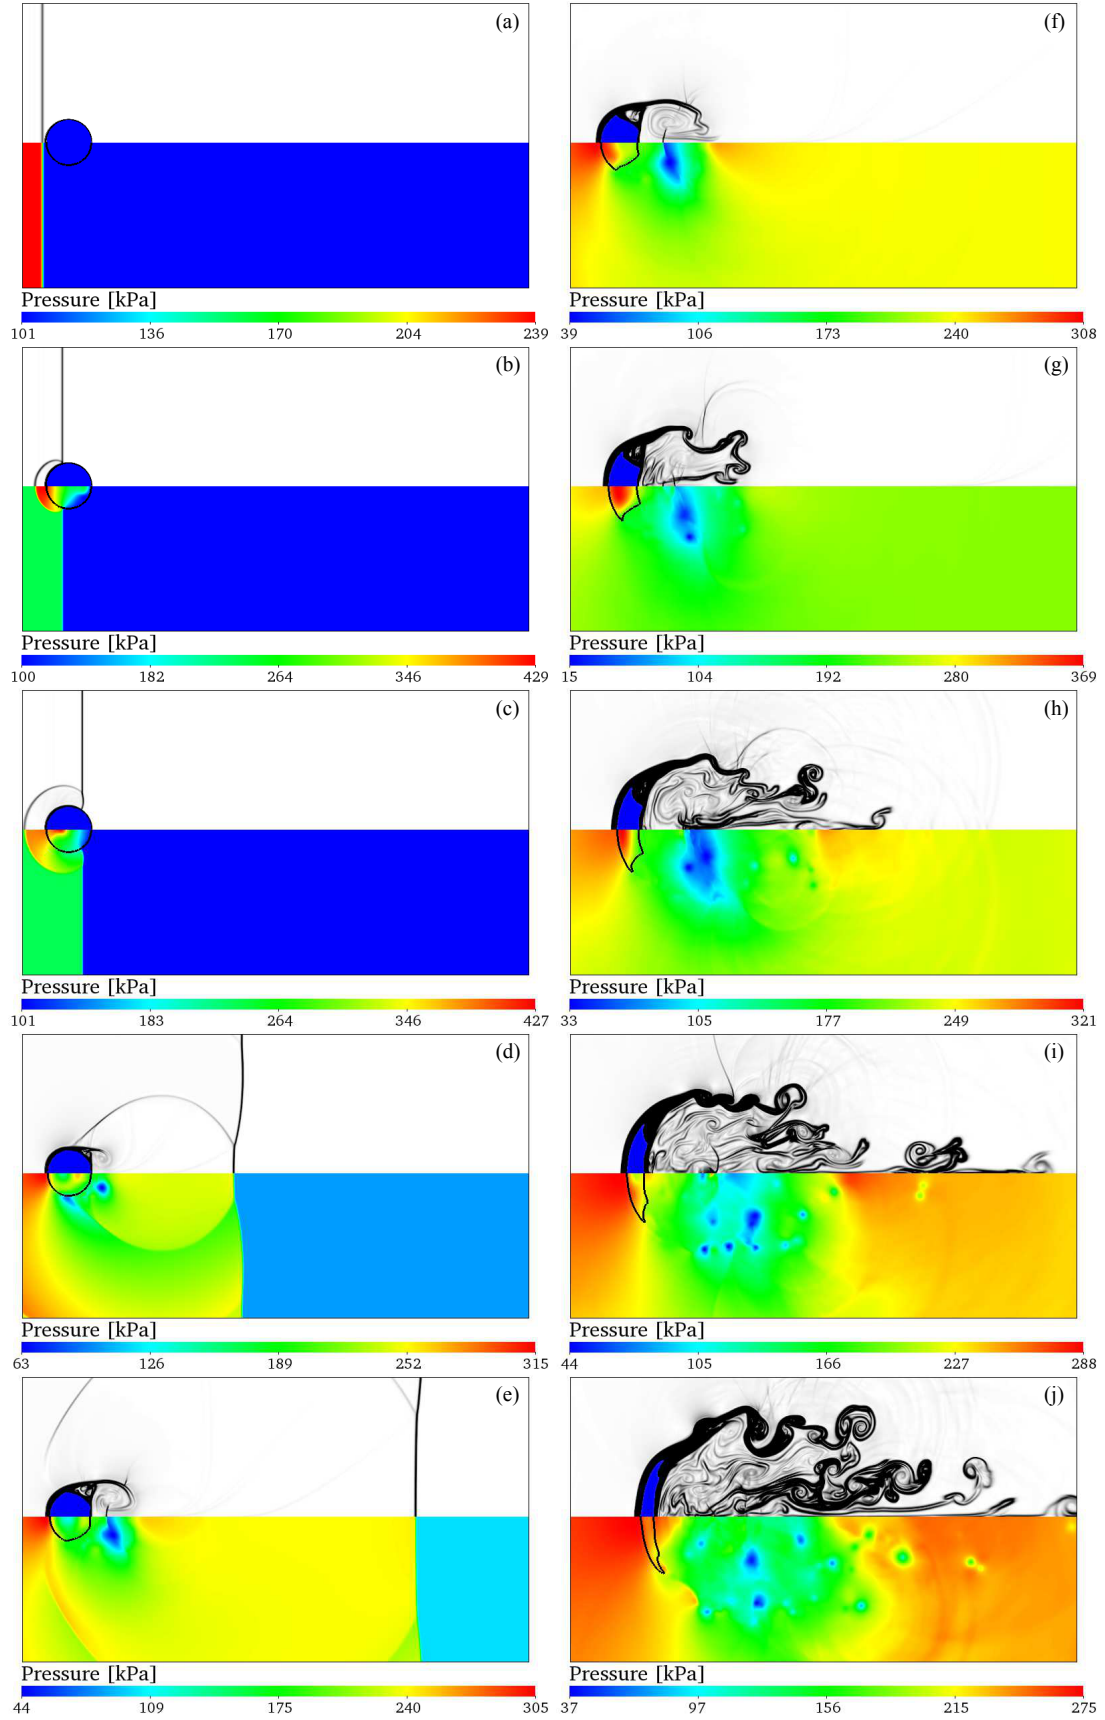 (a)
Pressure [kPa]
101 136 170 204 239
(b)
Pressure [kPa]
100 182 264 346 429
(c)
Pressure [kPa]
101 183 264 346 427
(d)
Pressure [kPa]
63 126 189 252 315
(e)
Pressure [kPa]
44 109 175 240 305
(f)
Pressure [kPa]
39 106 173 240 308
(g)
Pressure [kPa]
15 104 192 280 369
(h)
Pressure [kPa]
33 105 177 249 321
(i)
Pressure [kPa]
44 105 166 227 288
(j)
Pressure [kPa]
37 97 156 215 275